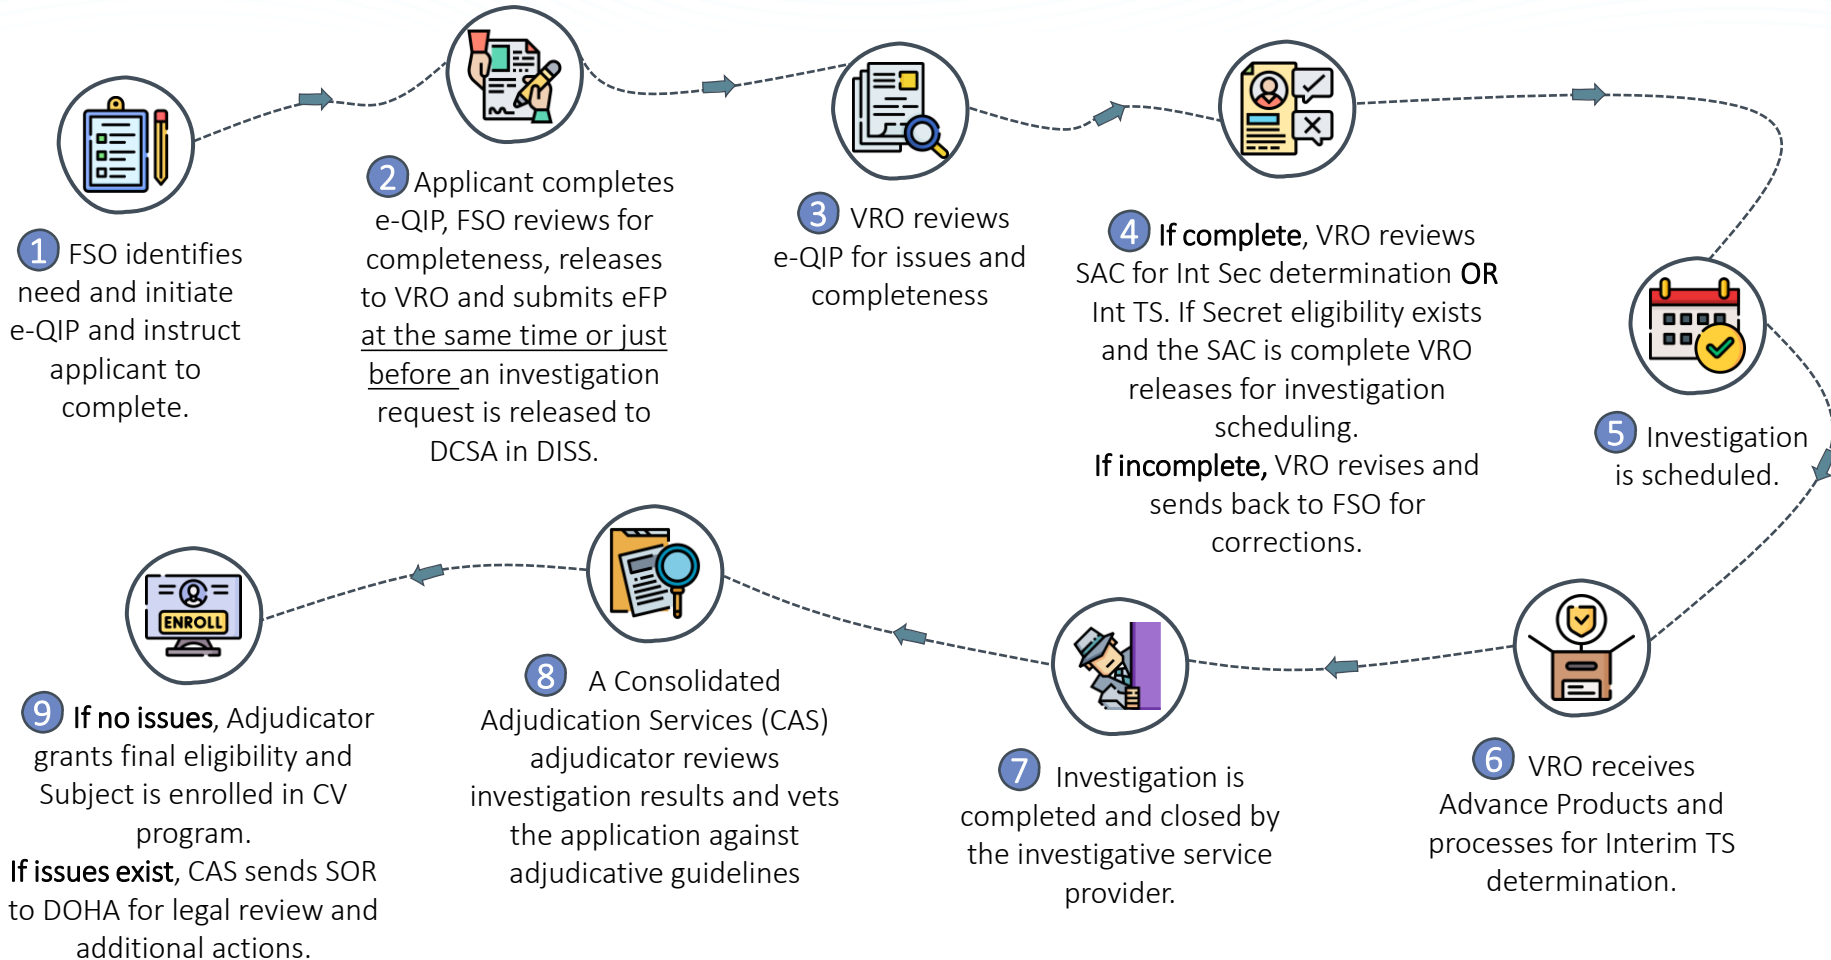 1 FSO identifies
need and initiate
e-QIP and instruct
applicant to
complete.
2 Applicant completes
e-QIP, FSO reviews for
completeness, releases
to VRO and submits eFP
at the same time or just
before an investigation
request is released to
DCSA in DISS.
3 VRO reviews
e-QIP for issues and
completeness
4 If complete, VRO reviews
SAC for Int Sec determination OR
Int TS. If Secret eligibility exists
and the SAC is complete VRO
releases for investigation
scheduling.
If incomplete, VRO revises and
sends back to FSO for
corrections.
5 Investigation
is scheduled.
6 VRO receives
Advance Products and
processes for Interim TS
determination.
7 Investigation is
completed and closed by
the investigative service
provider.
8 A Consolidated
Adjudication Services (CAS)
adjudicator reviews
investigation results and vets
the application against
adjudicative guidelines
ENROLL
9 If no issues, Adjudicator
grants final eligibility and
Subject is enrolled in CV
program.
If issues exist, CAS sends SOR
to DOHA for legal review and
additional actions.